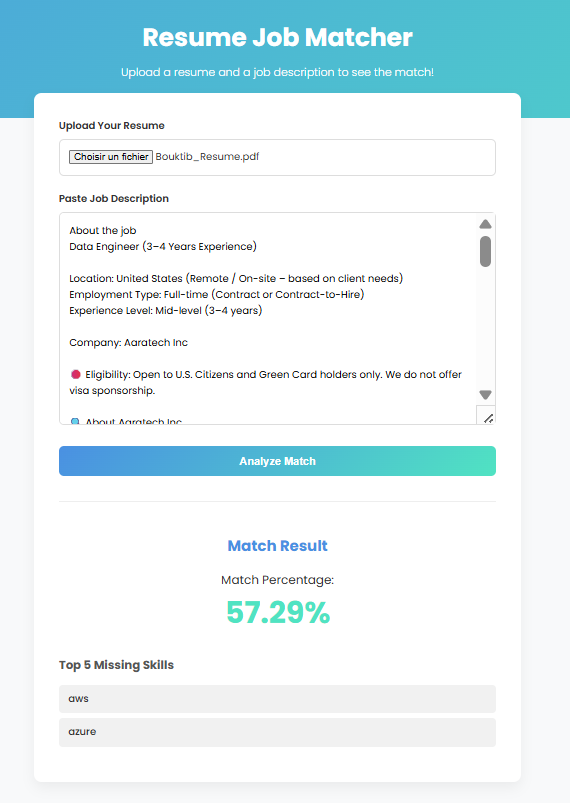 Resume Job Matcher
Upload a resume and a job description to see the match!
Upload Your Resume
Choisir un fichier Bouktib_Resume.pdf
Paste Job Description
About the job
Data Engineer (3–4 Years Experience)
Location: United States (Remote / On-site – based on client needs)
Employment Type: Full-time (Contract or Contract-to-Hire)
Experience Level: Mid-level (3–4 years)
Company: Aaratech Inc
Eligibility: Open to U.S. Citizens and Green Card holders only. We do not offer
visa sponsorship.
About Aaratech Inc
Analyze Match
Match Result
Match Percentage:
57.29%
Top 5 Missing Skills
aws
azure